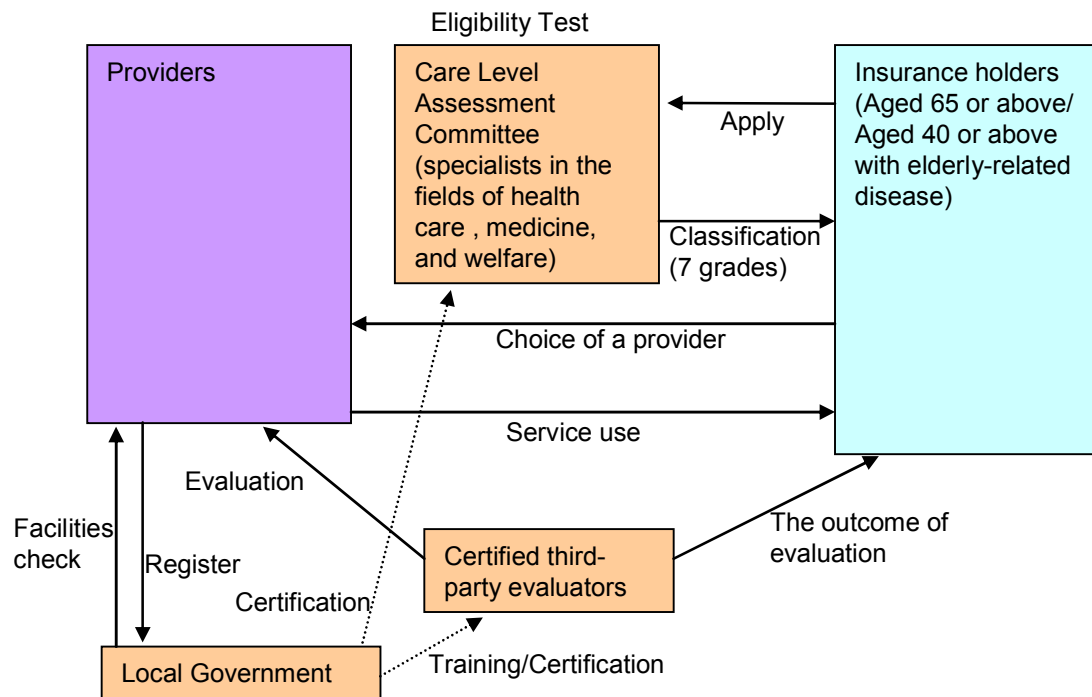 Eligibility Test
Providers
Care Level
Assessment
Committee
(specialists in the
fields of health
care , medicine,
and welfare)
Insurance holders
(Aged 65 or above/
Aged 40 or above
with elderly-related
disease)
Apply
Classification
(7 grades)
Choice of a provider
Service use
Evaluation
Facilities
check
Register
Certification
Certified third-
party evaluators
The outcome of
evaluation
Local Government
Training/Certification